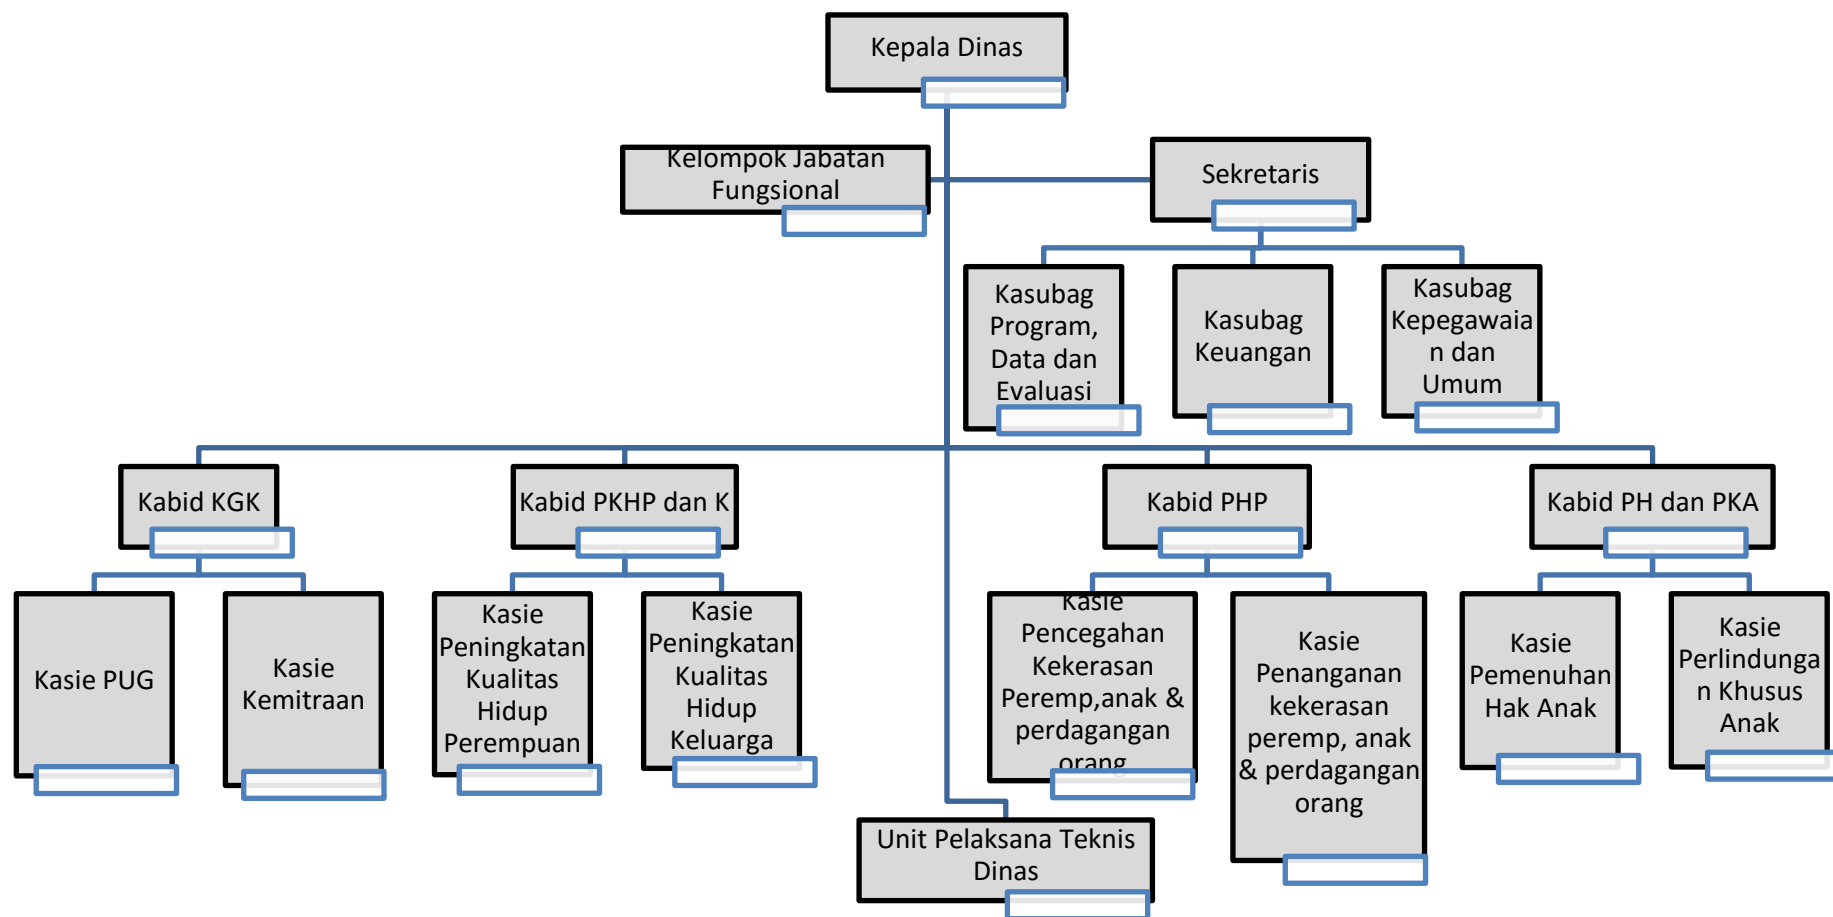 Kepala Dinas
Kelompok Jabatan
Fungsional
Sekretaris
Kasubag
Program,
Data dan
Evaluasi
Kasubag
Keuangan
Kasubag
Kepegawaia
n dan
Umum
Kabid KGK
Kabid PKHP dan K
Kabid PHP
Kabid PH dan PKA
Kasie PUG
Kasie
Kemitraan
Kasie
Peningkatan
Kualitas
Hidup
Perempuan
Kasie
Peningkatan
Kualitas
Hidup
Keluarga
Kasie
Pencegahan
Kekerasan
Peremp,anak &
perdagangan
orang
Kasie
Penanganan
kekerasan
peremp, anak
& perdagangan
orang
Kasie
Pemenuhan
Hak Anak
Kasie
Perlindunga
n Khusus
Anak
Unit Pelaksana Teknis
Dinas